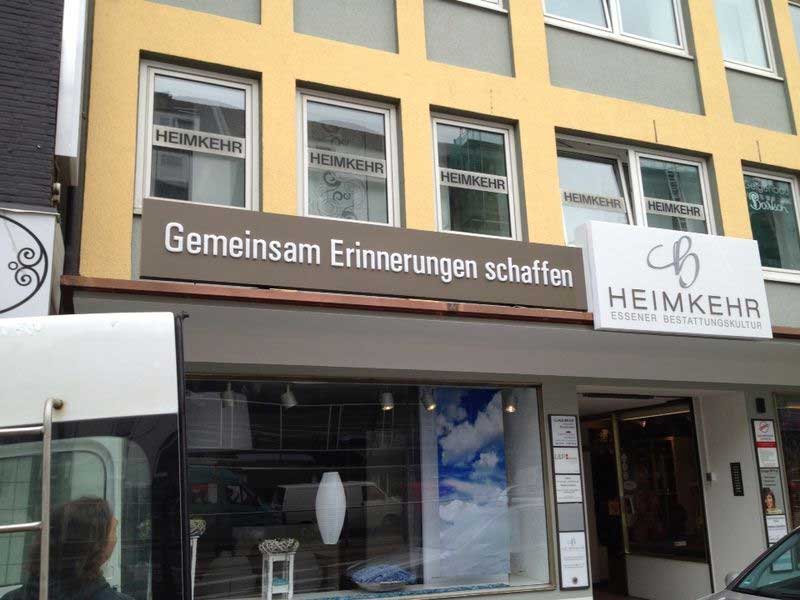 HEIMKEHR
HEIMKEHR
HEIMKEHR
HEIMKEHR
HEIMKEHR
Gemeinsam Erinnerungen schaffen
B
HEIMKEHR
ESSENER BESTATTUNGSKULTUR